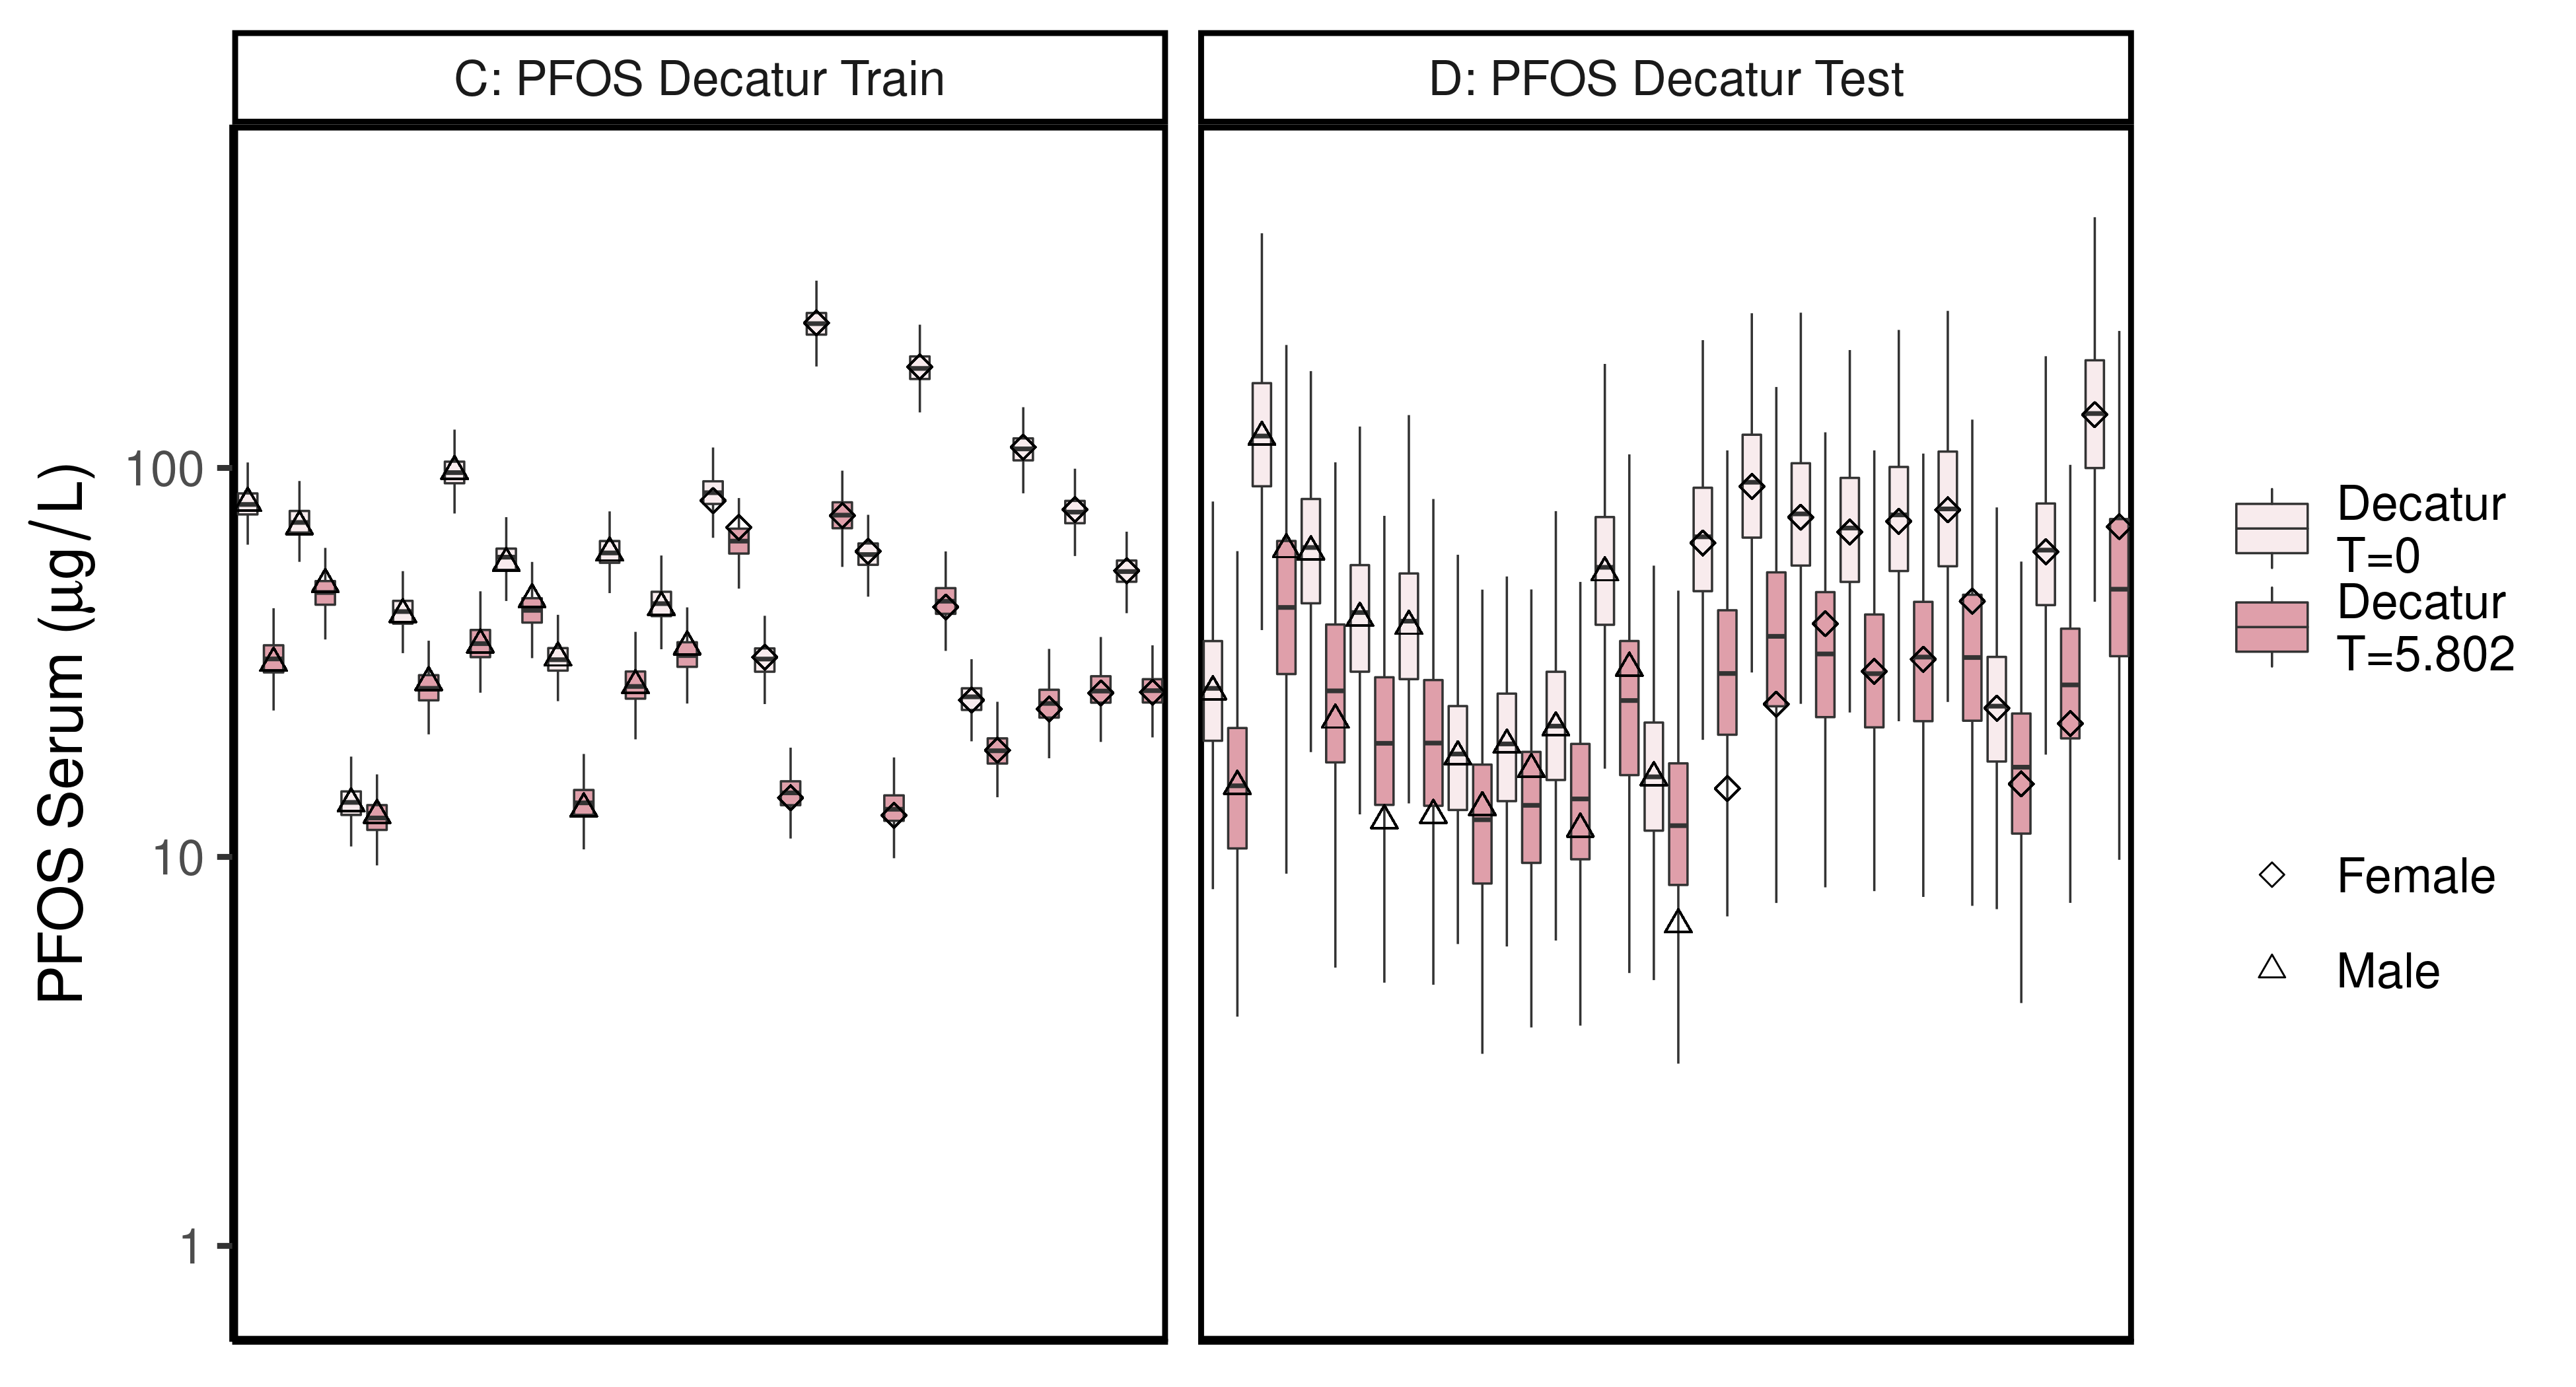 C: PFOS Decatur Train
D: PFOS Decatur Test
PFOS Serum (μg/L)
100
10
1
Decatur
T=0
Decatur
T=5.802
Female
Male